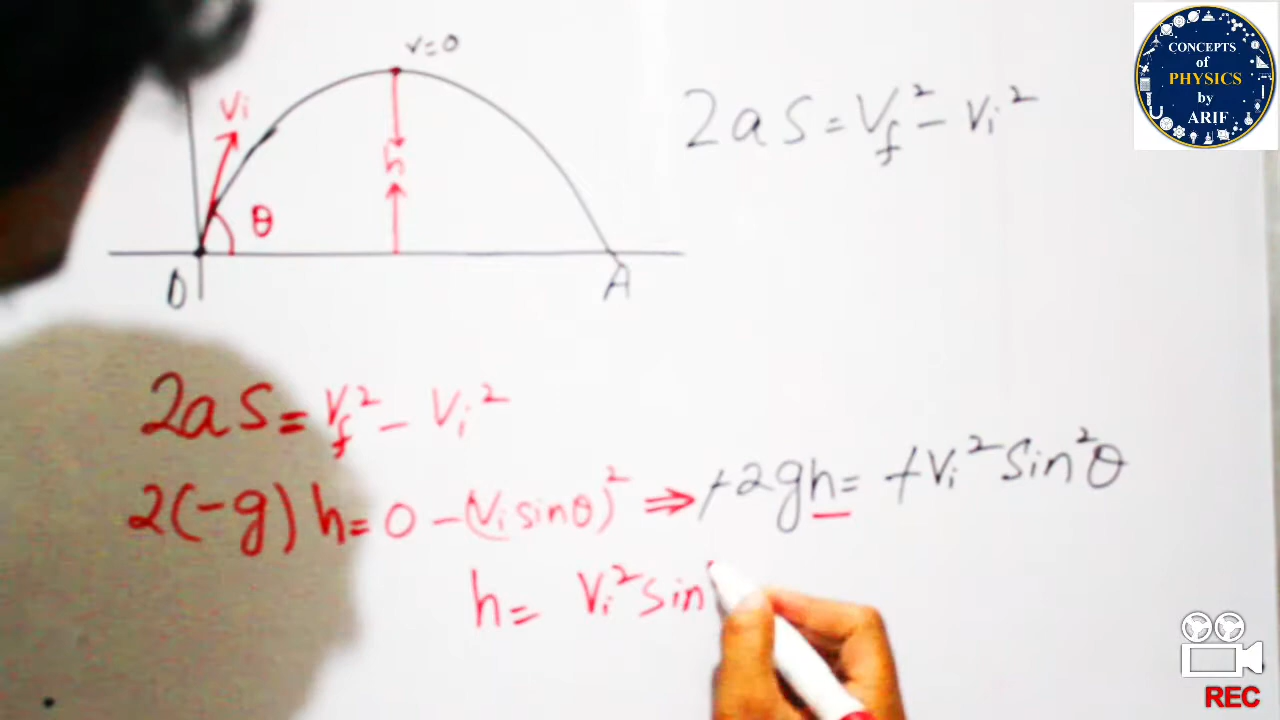 v=0
Vi
h
θ
O
A
2aS = Vf² - Vi²
CONCEPTS
of
PHYSICS
by
ARIF
2aS = Vf² - Vi²
2(-g) h = 0 - (Vi sinθ)² ⇒ +2gh = +Vi² Sin²θ
h = Vi² sin
REC